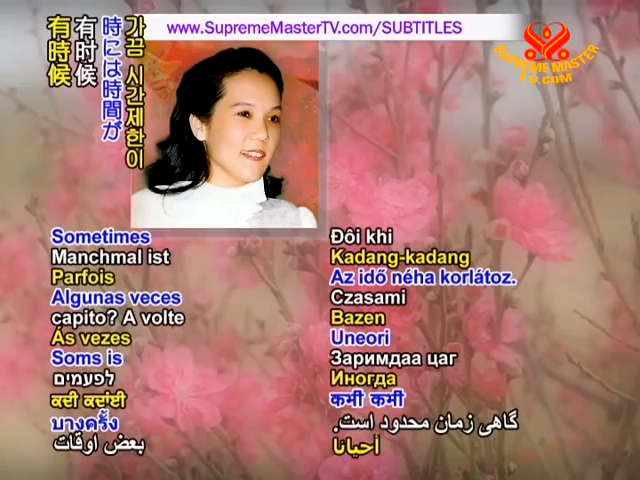 www.SupremeMasterTV.com/SUBTITLES
SUPREME MASTER
TV.COM
有時候
有时候
時には時間が
가끔 시간제한이
Sometimes
Manchmal ist
Parfois
Algunas veces
capito? A volte
Ás vezes
Soms is
לפעמים
ਕਦੀ ਕਦਾਂਈ
บางครั้ง
بعض اوقات
Đôi khi
Kadang-kadang
Az idő néha korlátoz.
Czasami
Bazen
Uneori
Заримдаа цаг
Иногда
कभी कभी
گاهی زمان محدود است.
أحيانا